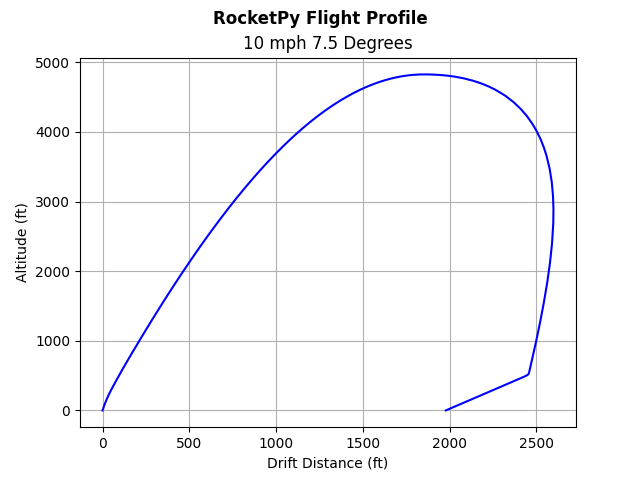 RocketPy Flight Profile
10 mph 7.5 Degrees
5000
4000
3000
2000
1000
0
Altitude (ft)
0 500 1000 1500 2000 2500
Drift Distance (ft)